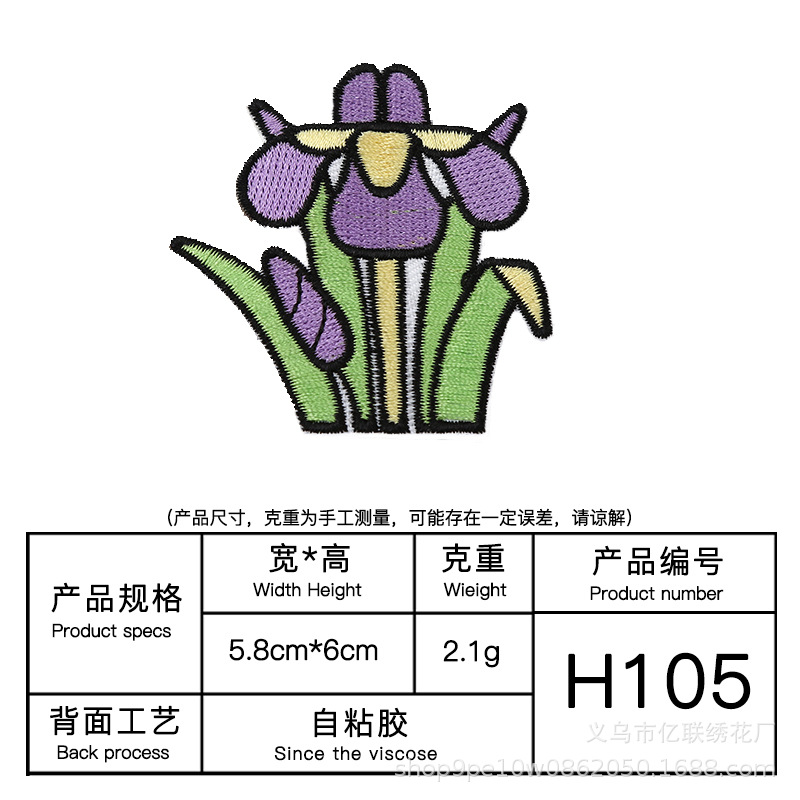 （产品尺寸，克重为手工测量，可能存在一定误差，请谅解）
产品规格
Product specs
宽*高
Width Height
克重
Wieight
产品编号
Product number
5.8cm*6cm
2.1g
H105
背面工艺
Back process
自粘胶
Since the viscose
义乌市亿联绣花厂
shop9pe10w0862050.1688.com